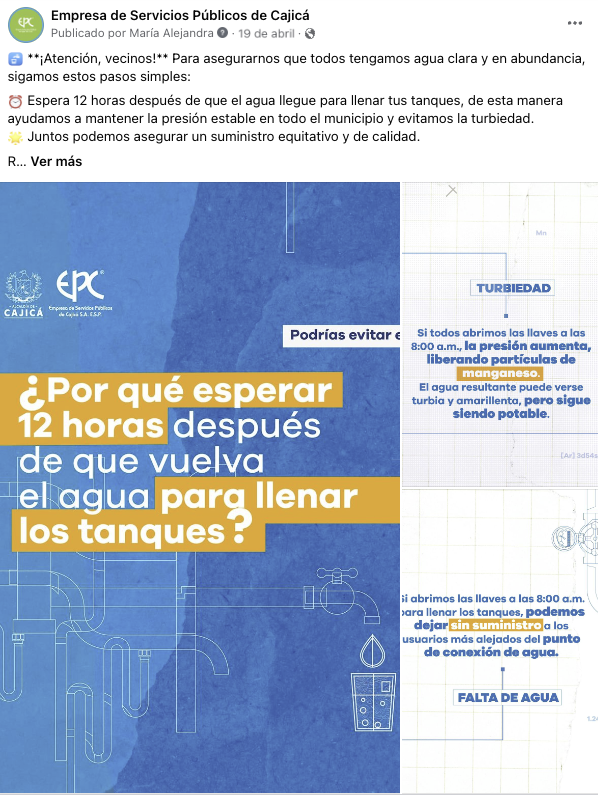 Empresa de Servicios Públicos de Cajicá
Publicado por María Alejandra · 19 de abril ·
**¡Atención, vecinos!** Para asegurarnos que todos tengamos agua clara y en abundancia,
sigamos estos pasos simples:
Espera 12 horas después de que el agua llegue para llenar tus tanques, de esta manera
ayudamos a mantener la presión estable en todo el municipio y evitamos la turbiedad.
Juntos podemos asegurar un suministro equitativo y de calidad.
R... Ver más
ALCALDÍA DE
CAJICÁ
EPC
Empresa de Servicios Públicos
de Cajicá S.A. E.S.P.
Podrías evitar e
¿Por qué esperar
12 horas después
de que vuelva
el agua para llenar
los tanques?
Mn
TURBIEDAD
Si todos abrimos las llaves a las
8:00 a.m., la presión aumenta,
liberando partículas de
manganeso.
El agua resultante puede verse
turbia y amarillenta, pero sigue
siendo potable.
[Ar] 3d54s
Si abrimos las llaves a las 8:00 a.m.
para llenar los tanques, podemos
dejar sin suministro a los
usuarios más alejados del punto
de conexión de agua.
FALTA DE AGUA
1.2